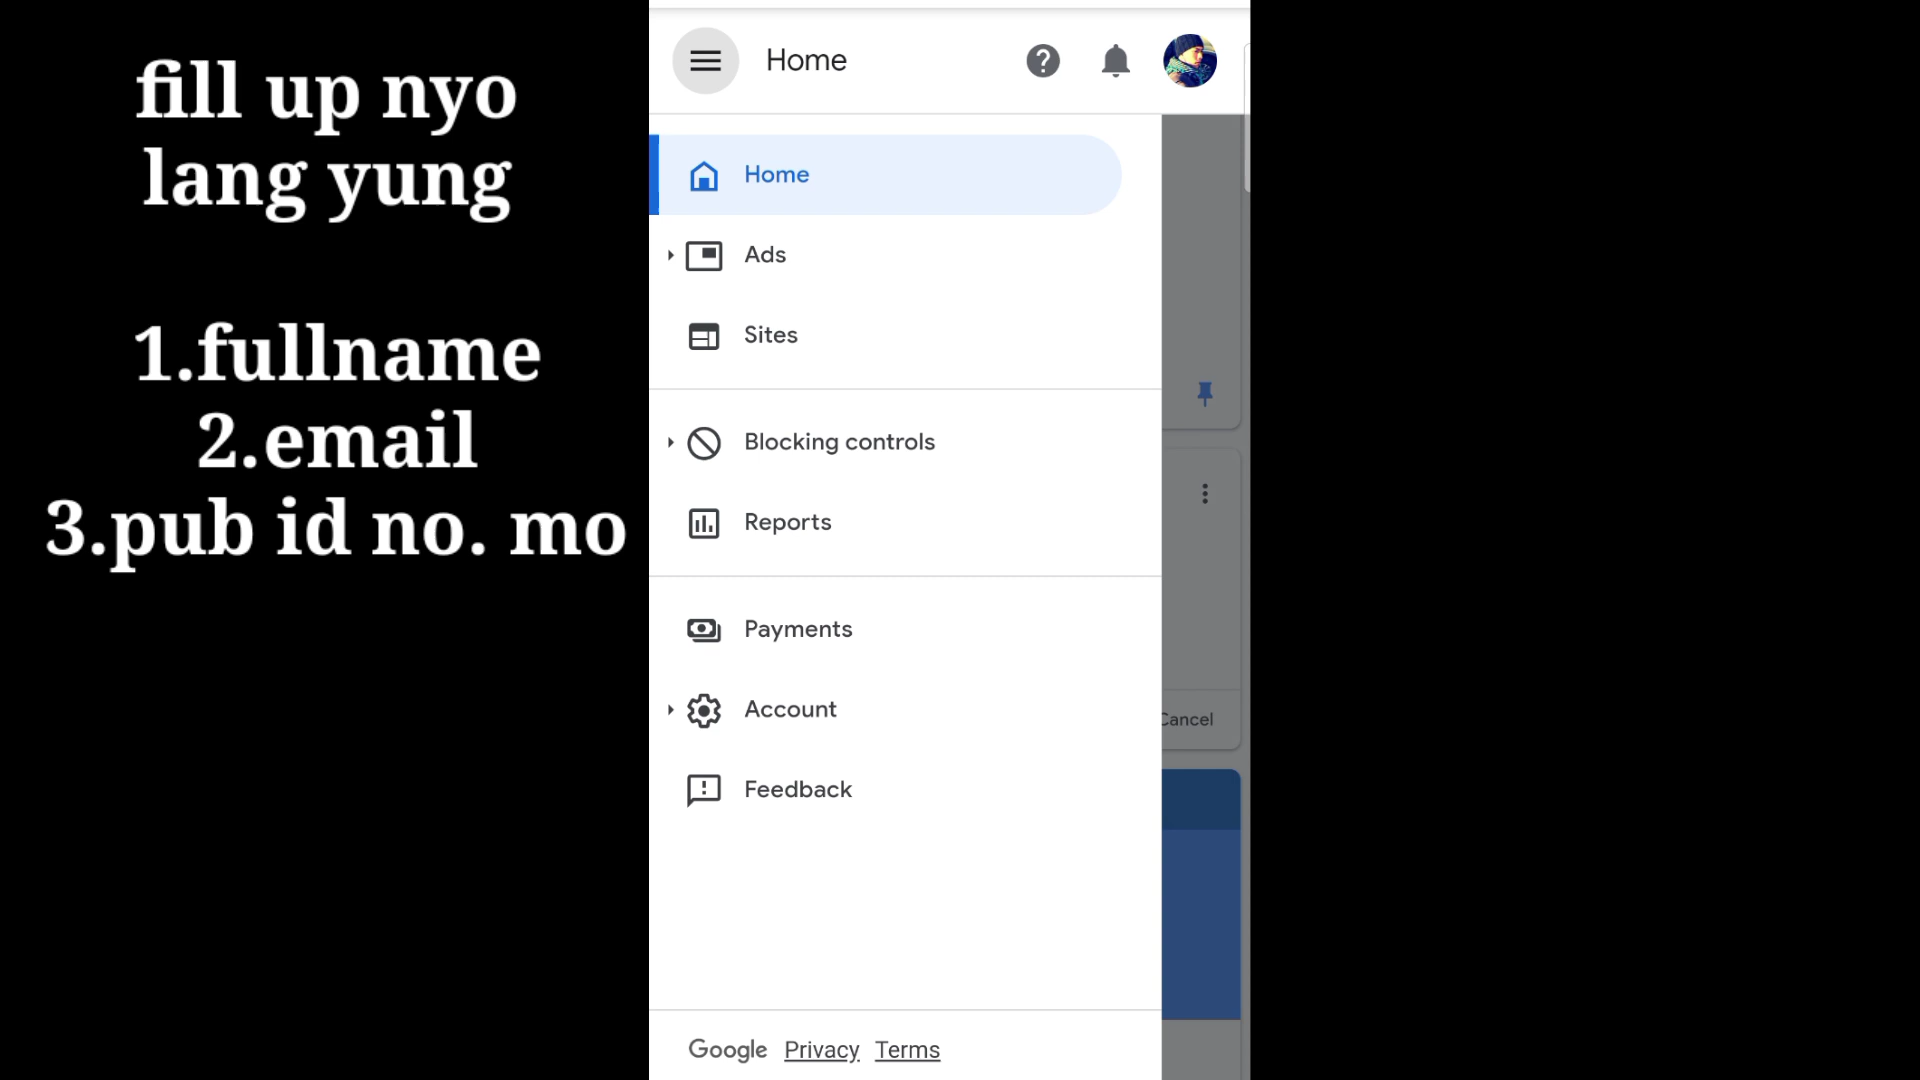 fill up nyo
lang yung
1.fullname
2.email
3.pub id no. mo
Home
Home
Ads
Sites
Blocking controls
Reports
Payments
Account
Feedback
Cancel
Google Privacy Terms